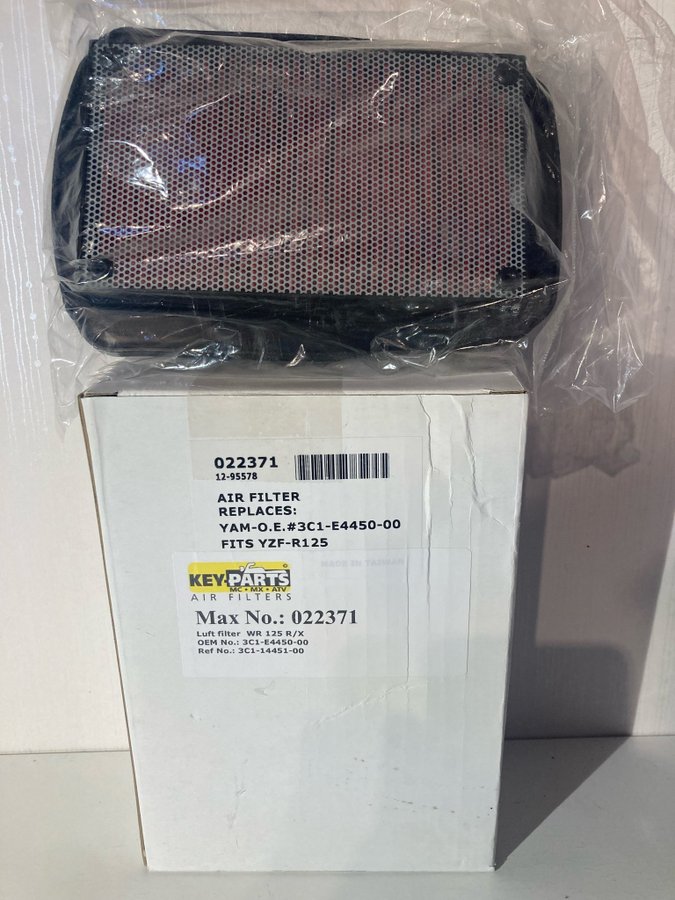 022371
12-95578
AIR FILTER
REPLACES:
YAM-O.E.#3C1-E4450-00
FITS YZF-R125
MADE IN TAIWAN
KEY-PARTS
MC • MX • ATV
AIR FILTERS
Max No.: 022371
Luft filter WR 125 R/X
OEM No.: 3C1-E4450-00
Ref No.: 3C1-14451-00